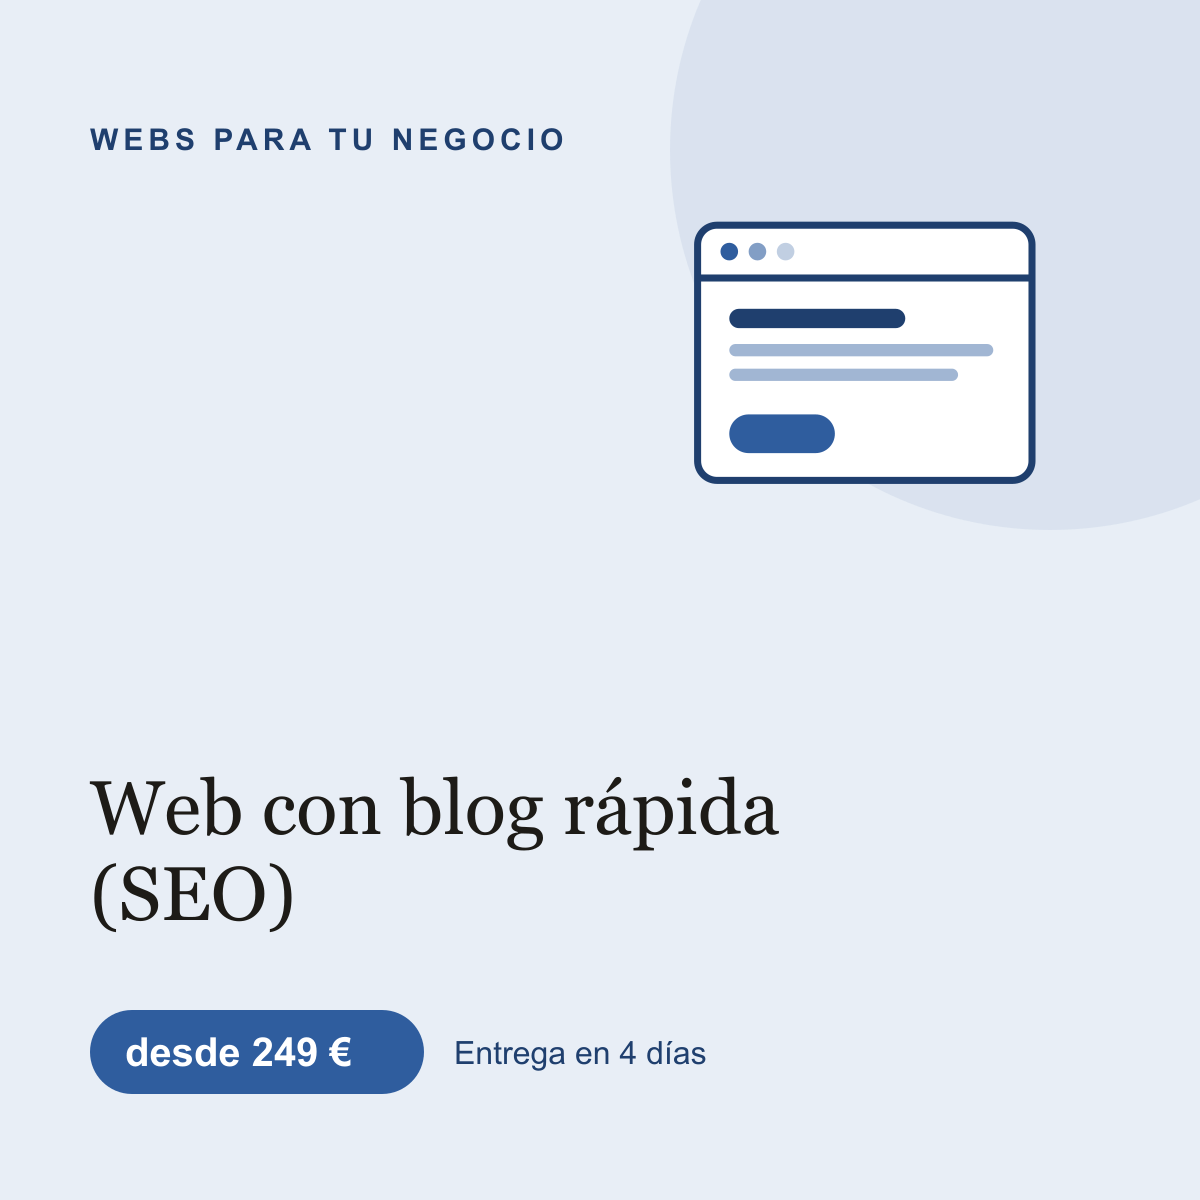 WEBS PARA TU NEGOCIO
Web con blog rápida
(SEO)
desde 249 €
Entrega en 4 días